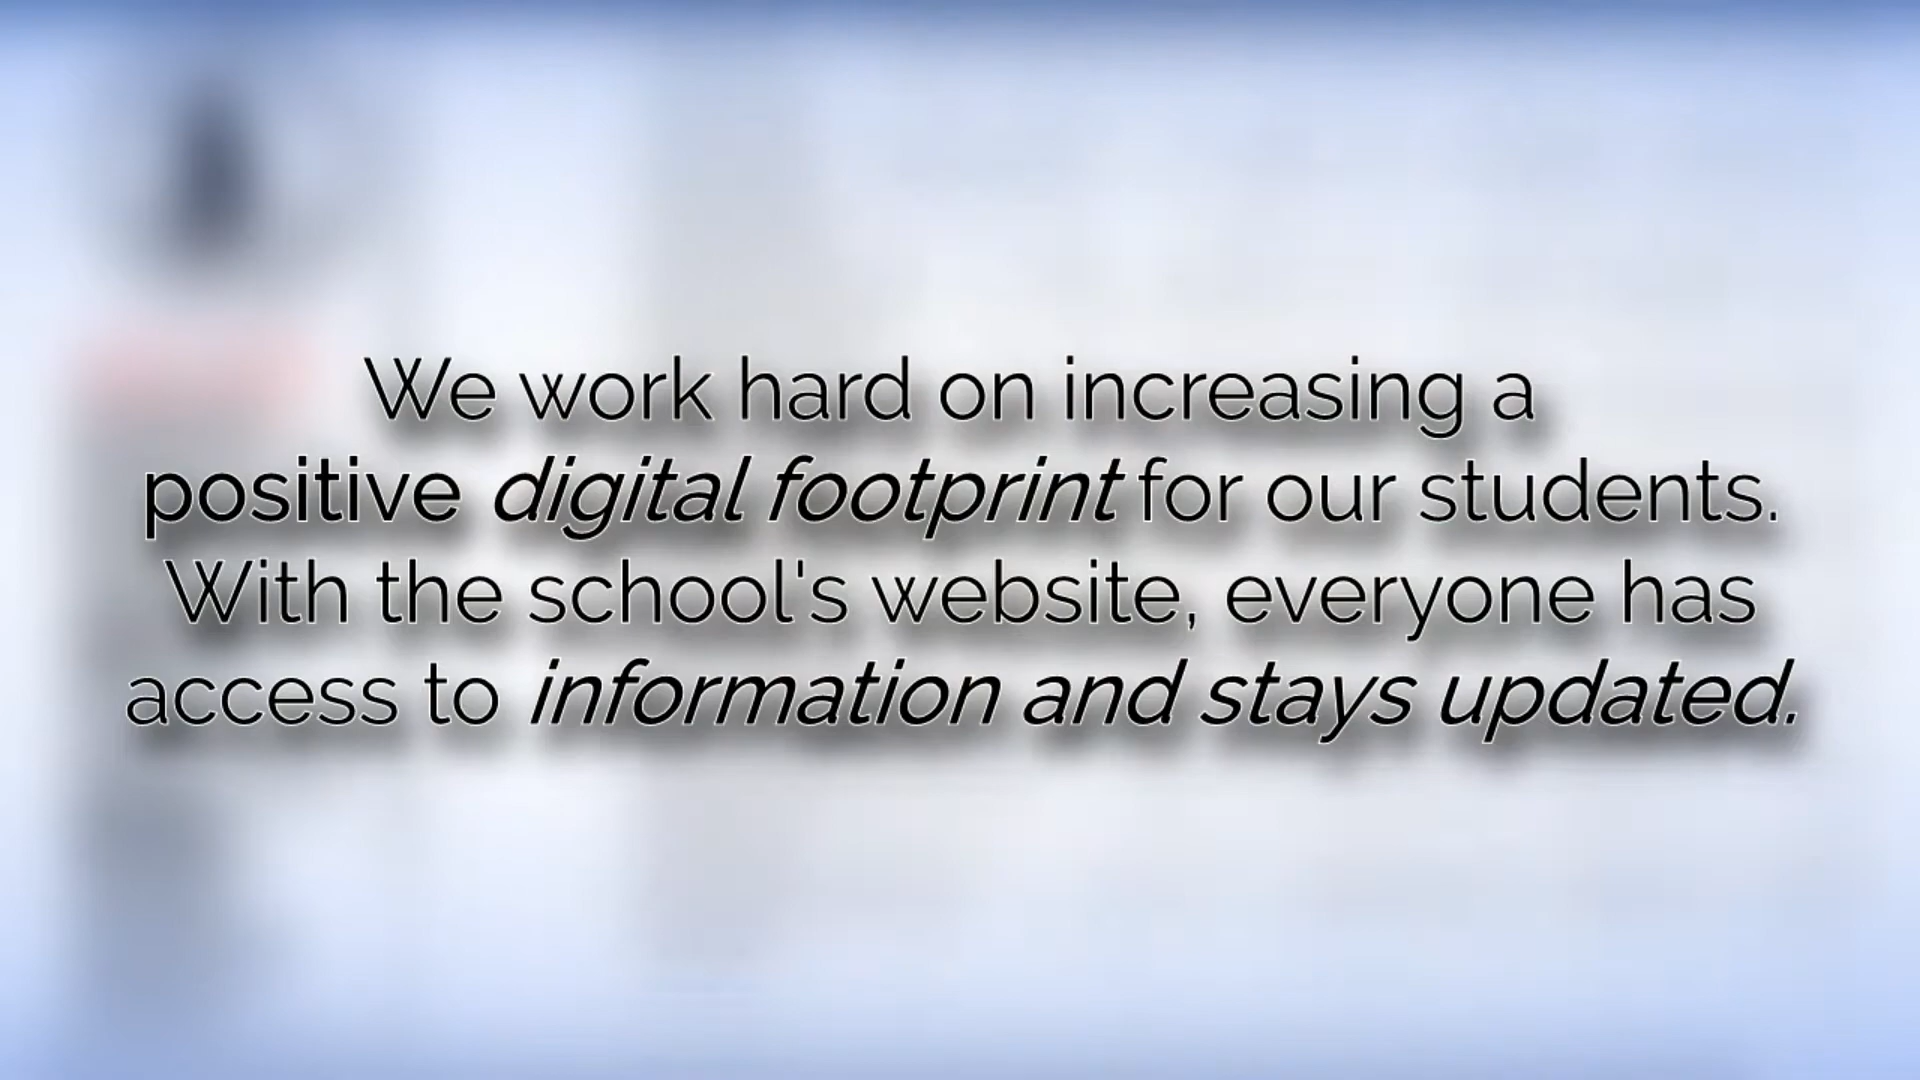 We work hard on increasing a
positive digital footprint for our students.
With the school's website, everyone has
access to information and stays updated.